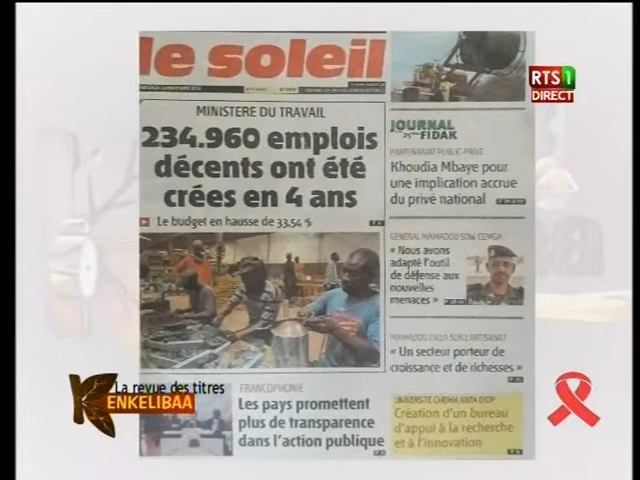 le soleil
RTS1
DIRECT
MINISTERE DU TRAVAIL
234.960 emplois
décents ont été
crées en 4 ans
Le budget en hausse de 33,54 %
JOURNAL
FIDAK
PARTENARIAT PUBLIC-PRIVÉ
Khoudia Mbaye pour
une implication accrue
du privé national
GENERAL MAMADOU SOW, CEMGA
« Nous avons
adapté l'outil
de défense aux
nouvelles
menaces »
MAMADOU TALLA SUR L'ARTISANAT
« Un secteur porteur de
croissance et de richesses »
FRANCOPHONIE
Les pays promettent
plus de transparence
dans l'action publique
UNIVERSITE CHEIKH ANTA DIOP
Création d'un bureau
d'appui à la recherche
et à l'innovation
La revue des titres
KENKELIBAA